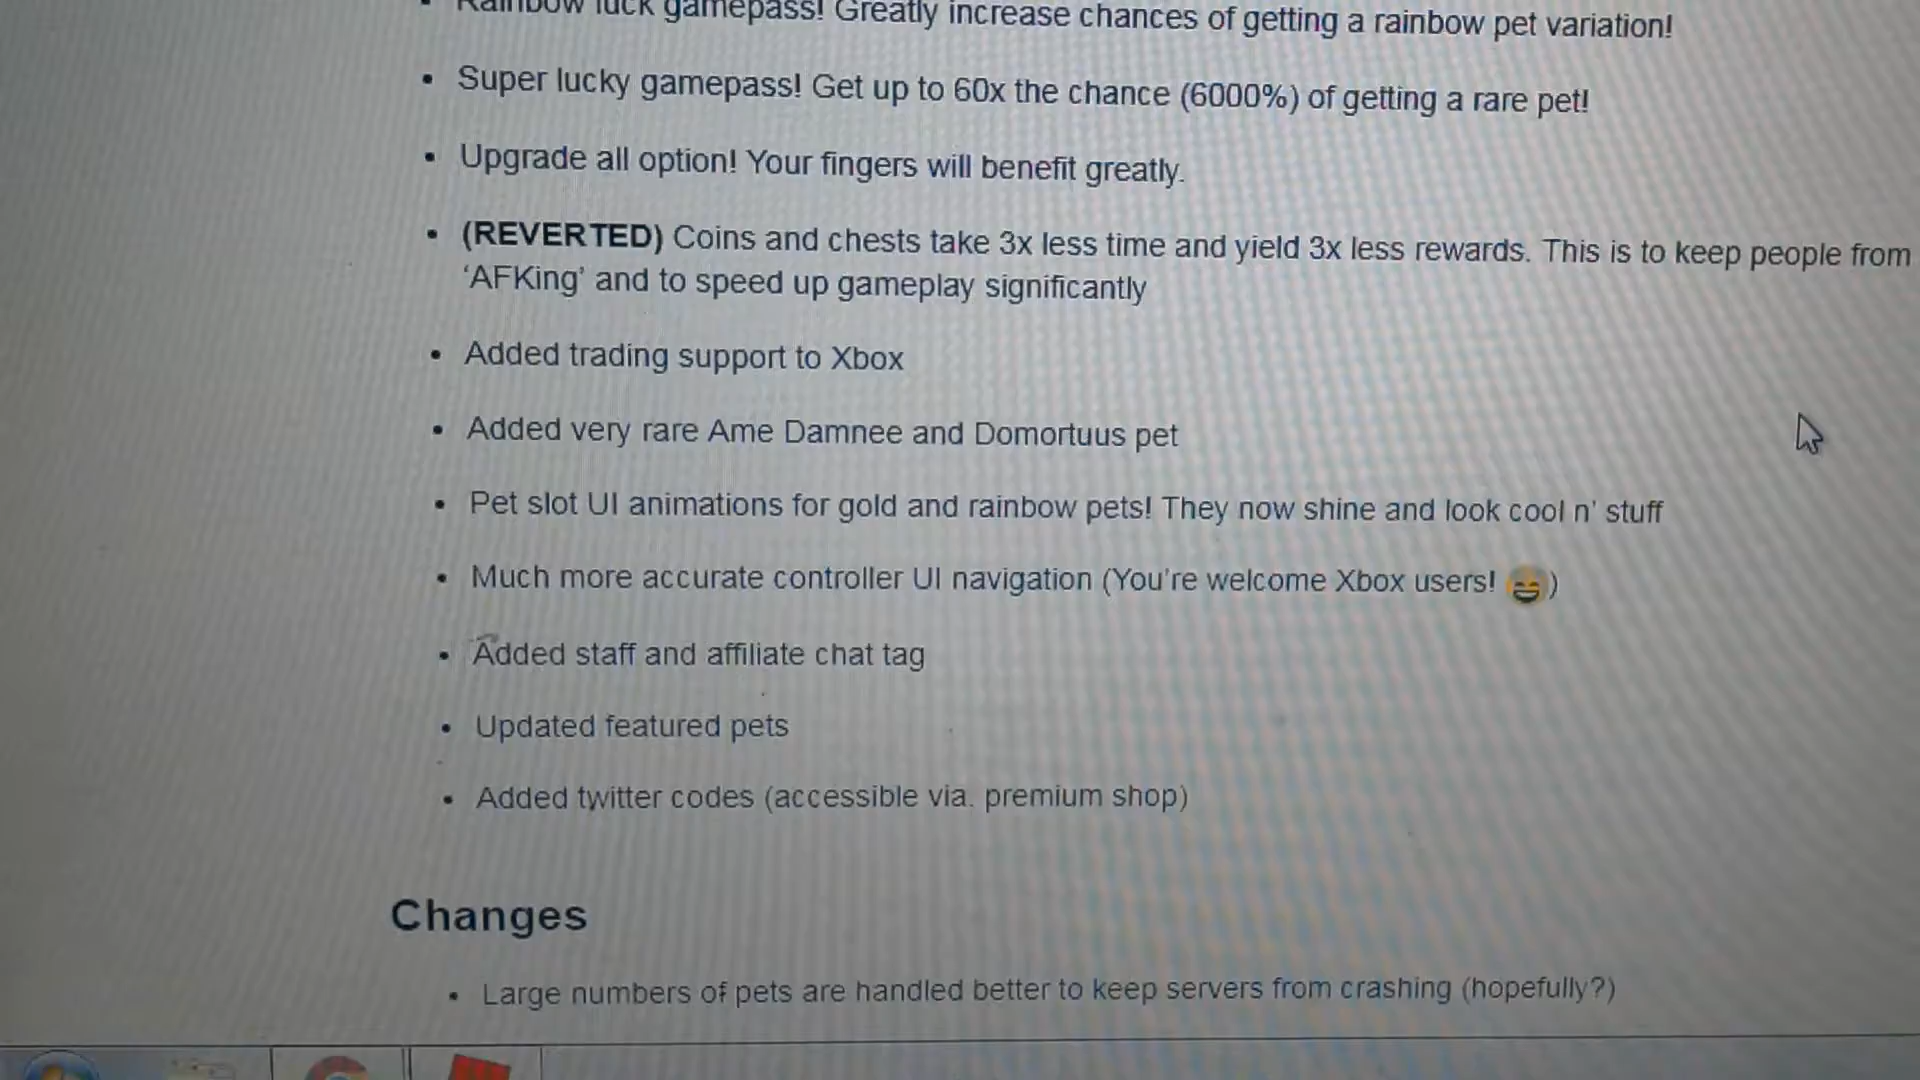 Rainbow luck gamepass! Greatly increase chances of getting a rainbow pet variation!
Super lucky gamepass! Get up to 60x the chance (6000%) of getting a rare pet!
Upgrade all option! Your fingers will benefit greatly.
(REVERTED) Coins and chests take 3x less time and yield 3x less rewards. This is to keep people from
‘AFKing’ and to speed up gameplay significantly
Added trading support to Xbox
Added very rare Ame Damnee and Domortuus pet
Pet slot UI animations for gold and rainbow pets! They now shine and look cool n' stuff
Much more accurate controller UI navigation (You're welcome Xbox users! 😄)
Added staff and affiliate chat tag
Updated featured pets
Added twitter codes (accessible via. premium shop)
Changes
Large numbers of pets are handled better to keep servers from crashing (hopefully?)